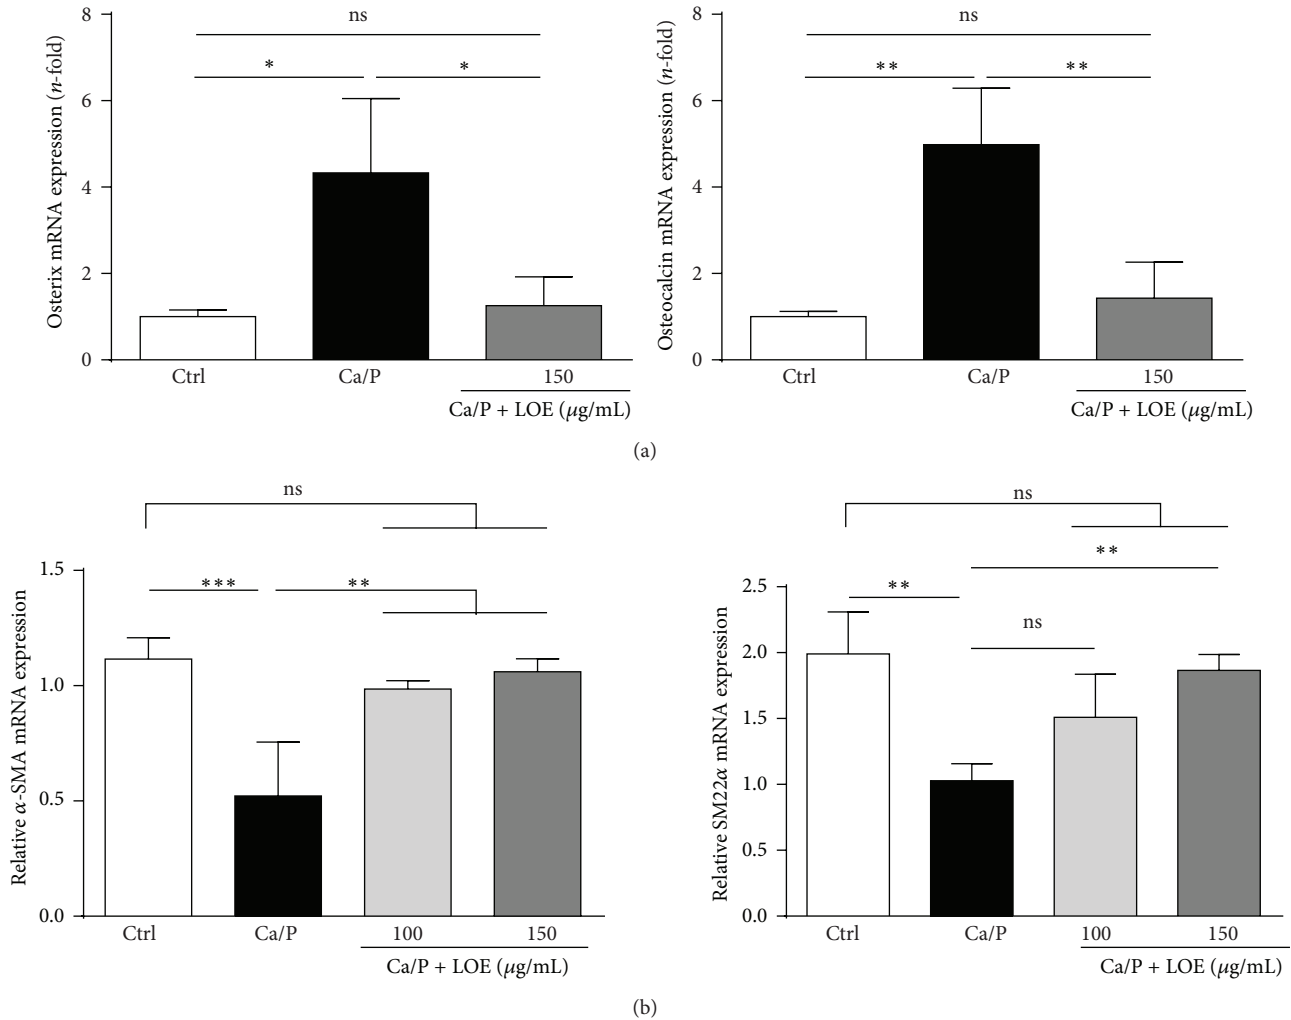 Osterix mRNA expression (n-fold)
8
6
4
2
0
ns
* *
Ctrl Ca/P 150
Ca/P + LOE (μg/mL)
Osteocalcin mRNA expression (n-fold)
8
6
4
2
0
ns
** **
Ctrl Ca/P 150
Ca/P + LOE (μg/mL)
(a)
Relative α-SMA mRNA expression
1.5
1.0
0.5
0.0
ns
*** **
Ctrl Ca/P 100 150
Ca/P + LOE (μg/mL)
Relative SM22α mRNA expression
2.5
2.0
1.5
1.0
0.5
0.0
ns
**
**
ns
Ctrl Ca/P 100 150
Ca/P + LOE (μg/mL)
(b)